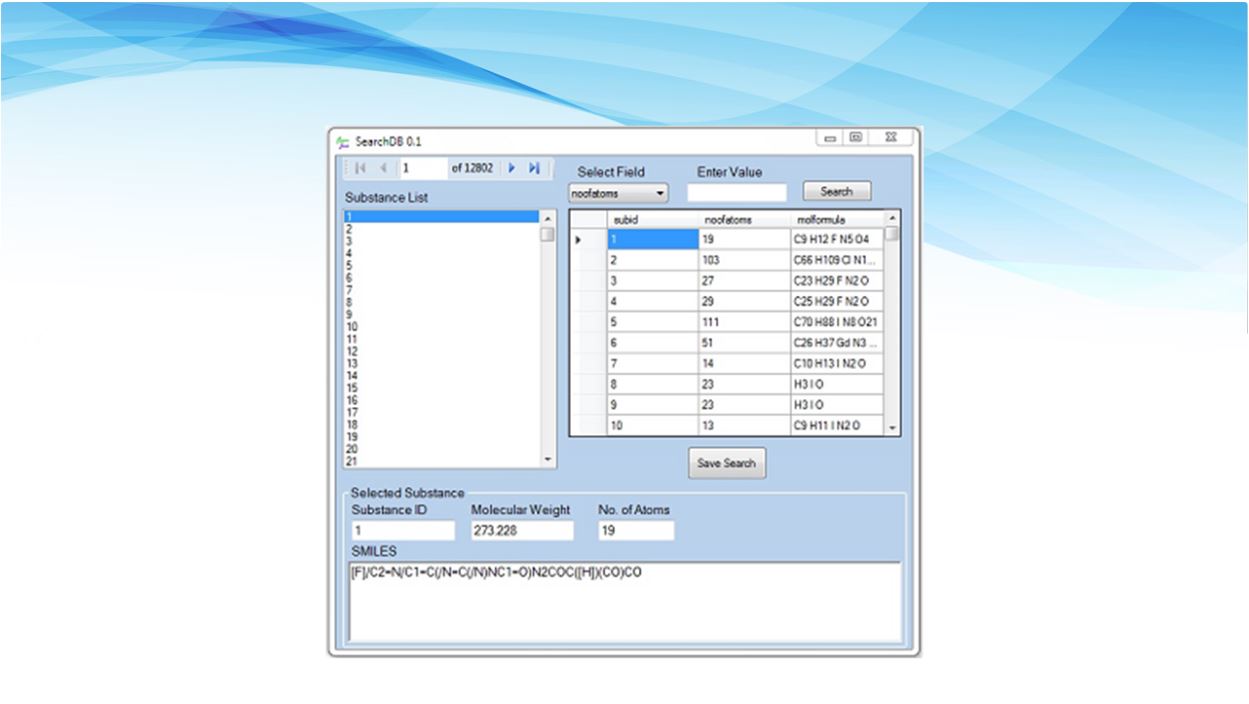 SearchDB 0.1
1 of 12802
Select Field Enter Value
noofatoms Search
Substance List
1
2
3
4
5
6
7
8
9
10
11
12
13
14
15
16
17
18
19
20
21
subid noofatoms molformula
1 19 C9 H12 F N5 O4
2 103 C66 H109 Cl N1...
3 27 C23 H29 F N2 O
4 29 C25 H29 F N2 O
5 111 C70 H88 I N8 O21
6 51 C26 H37 Gd N3 ...
7 14 C10 H13 I N2 O
8 23 H3 I O
9 23 H3 I O
10 13 C9 H11 I N2 O
Save Search
Selected Substance
Substance ID Molecular Weight No. of Atoms
1 273.228 19
SMILES
[F]/C2=N/C1=C(/N=C(/N)NC1=O)N2COC([H])(CO)CO